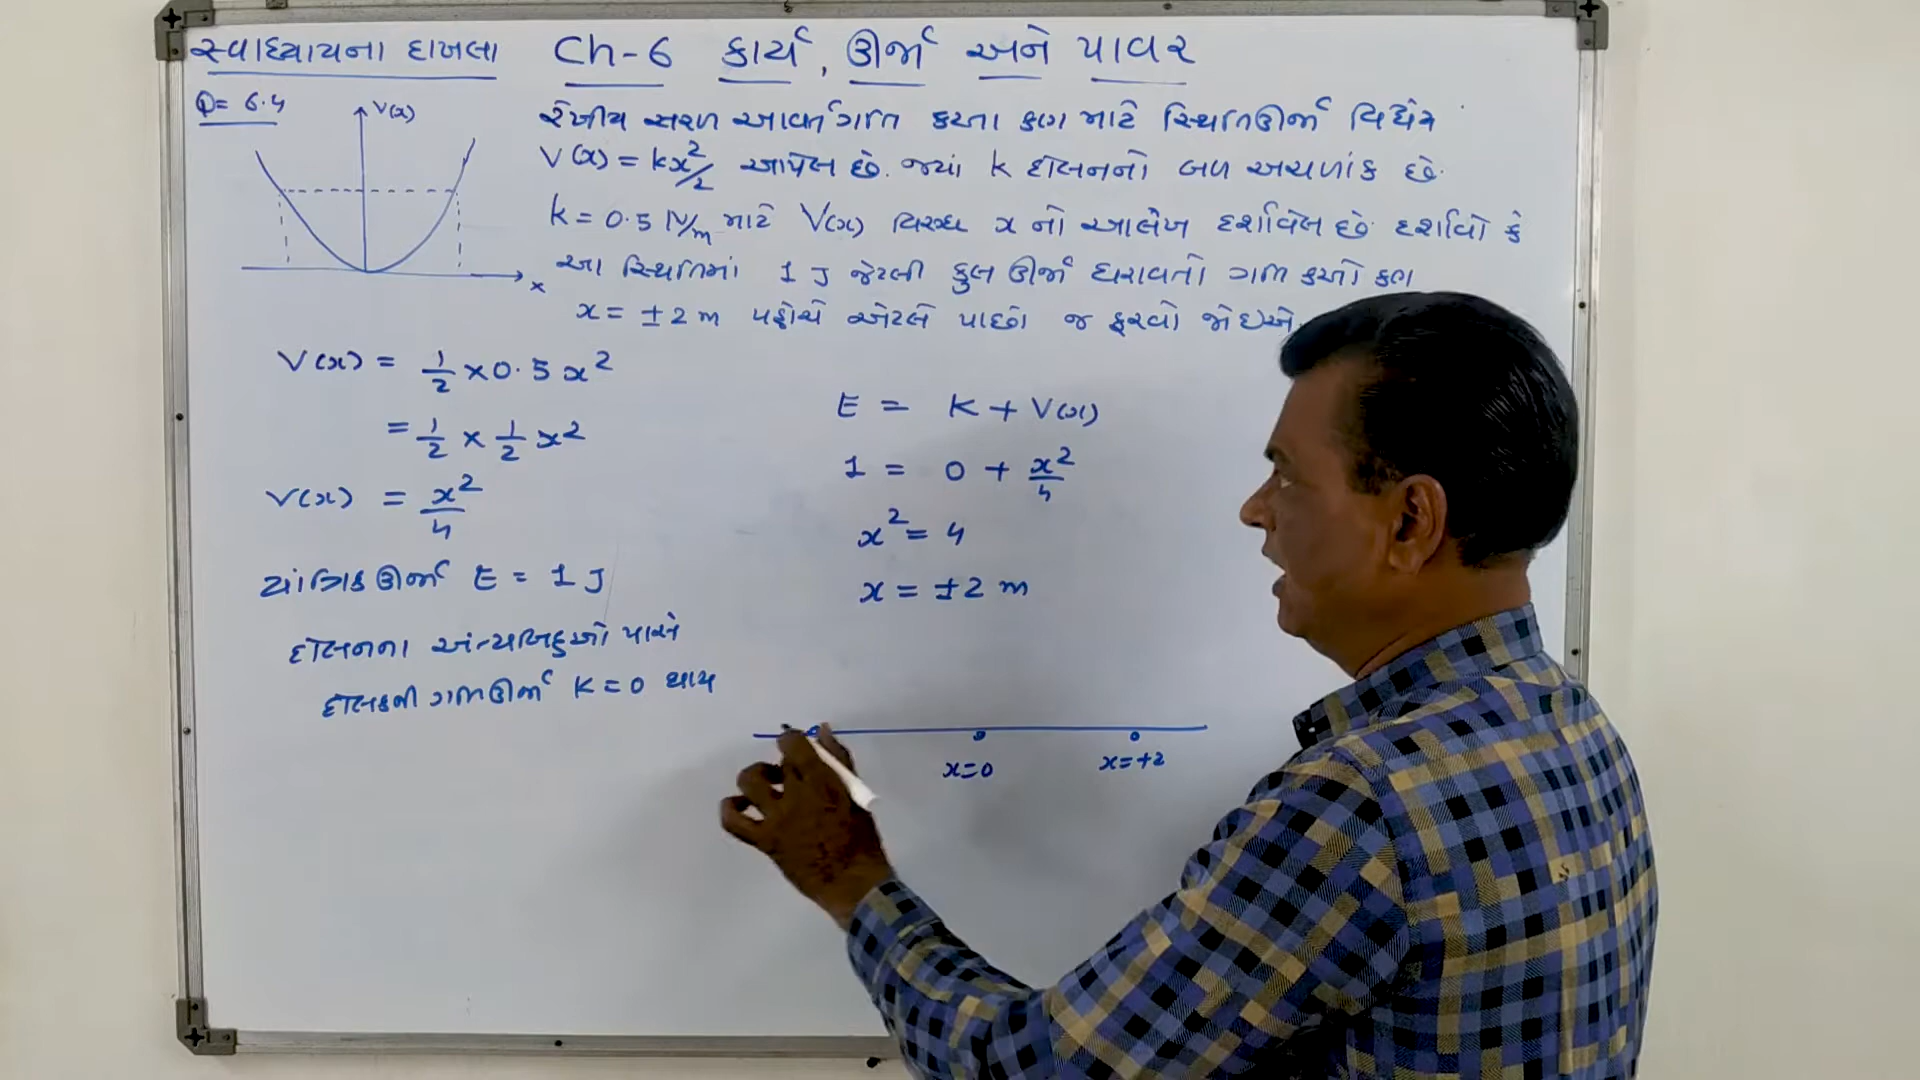 સ્વાધ્યાયના દાખલા Ch-6 કાર્ય, ઊર્જા અને પાવર
Q= 6.4
V(x)
x
રેખીય સરળ આવર્તગતિ કરતા કણ માટે સ્થિતિઊર્જા વિધેય
V(x) = kx²/2 આપેલ છે. જ્યાં k દોલનનો બળ અચળાંક છે.
k = 0.5 N/m માટે V(x) વિરુધ્ધ x નો આલેખ દર્શાવેલ છે. દર્શાવો કે
આ સ્થિતિમાં 1 J જેટલી કુલ ઊર્જા ધરાવતો ગતિ કરતો કણ
x = ±2 m પહોંચે એટલે પાછો જ ફરવો જોઇએ.
V(x) = 1/2 × 0.5 x²
= 1/2 × 1/2 x²
V(x) = x²/4
યાંત્રિક ઊર્જા E = 1 J
દોલનના અંત્યબિંદુઓ પાસે
દોલકની ગતિઊર્જા K = 0 થાય
E = K + V(x)
1 = 0 + x²/4
x² = 4
x = ±2 m
x=0 x=+2